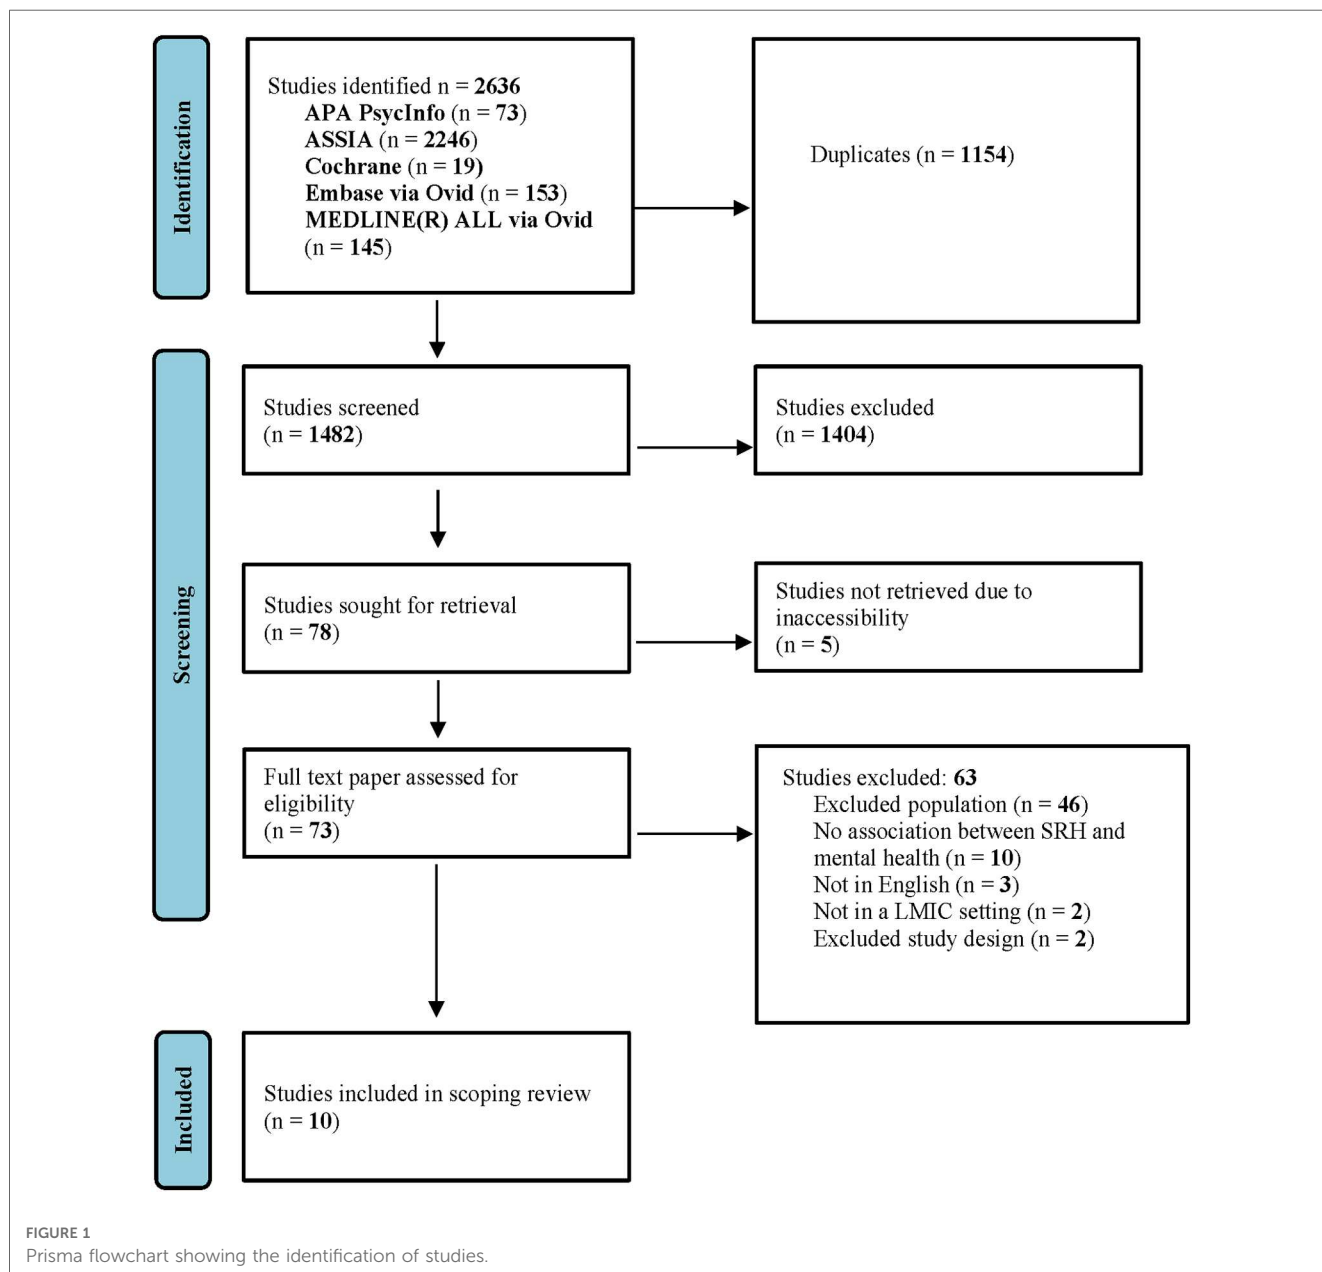 Identification
Studies identified n = 2636
APA PsycInfo (n = 73)
ASSIA (n = 2246)
Cochrane (n = 19)
Embase via Ovid (n = 153)
MEDLINE(R) ALL via Ovid
(n = 145)
Duplicates (n = 1154)
Screening
Studies screened
(n = 1482)
Studies excluded
(n = 1404)
Studies sought for retrieval
(n = 78)
Studies not retrieved due to
inaccessibility
(n = 5)
Full text paper assessed for
eligibility
(n = 73)
Studies excluded: 63
Excluded population (n = 46)
No association between SRH and
mental health (n = 10)
Not in English (n = 3)
Not in a LMIC setting (n = 2)
Excluded study design (n = 2)
Included
Studies included in scoping review
(n = 10)
FIGURE 1
Prisma flowchart showing the identification of studies.